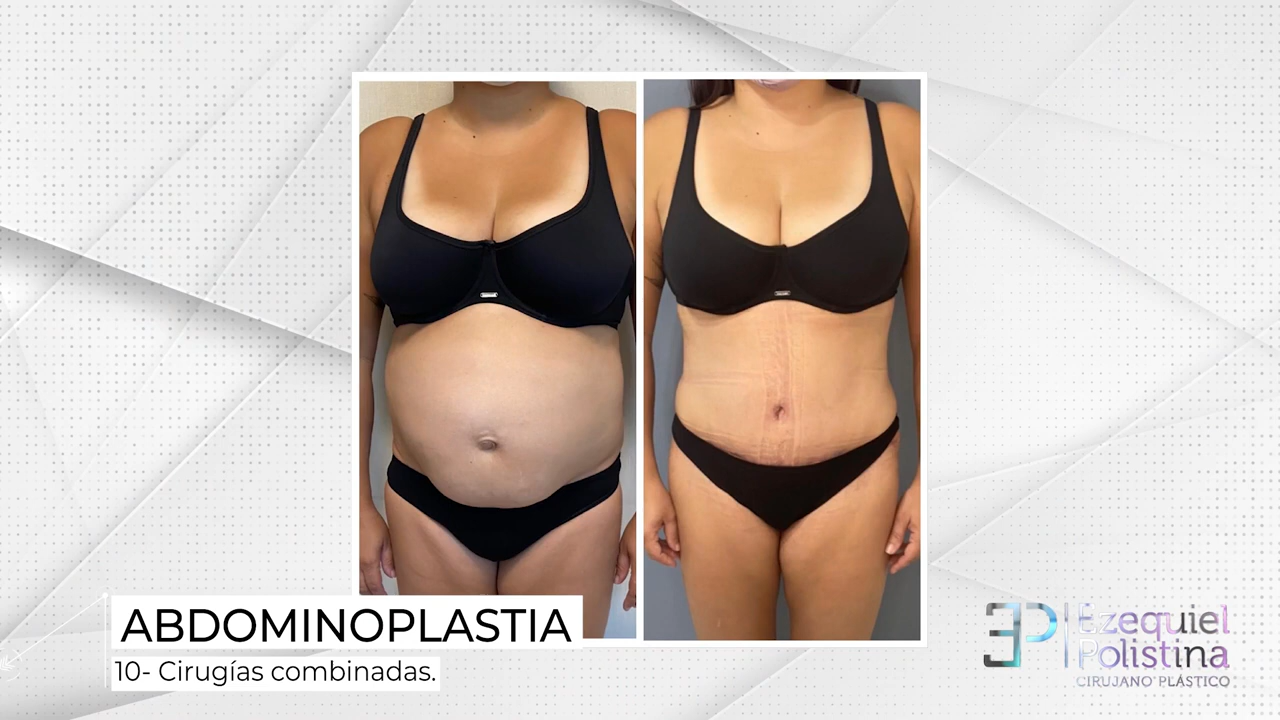 ABDOMINOPLASTIA
10- Cirugías combinadas.
EP
Ezequiel
Polistina
CIRUJANO PLÁSTICO